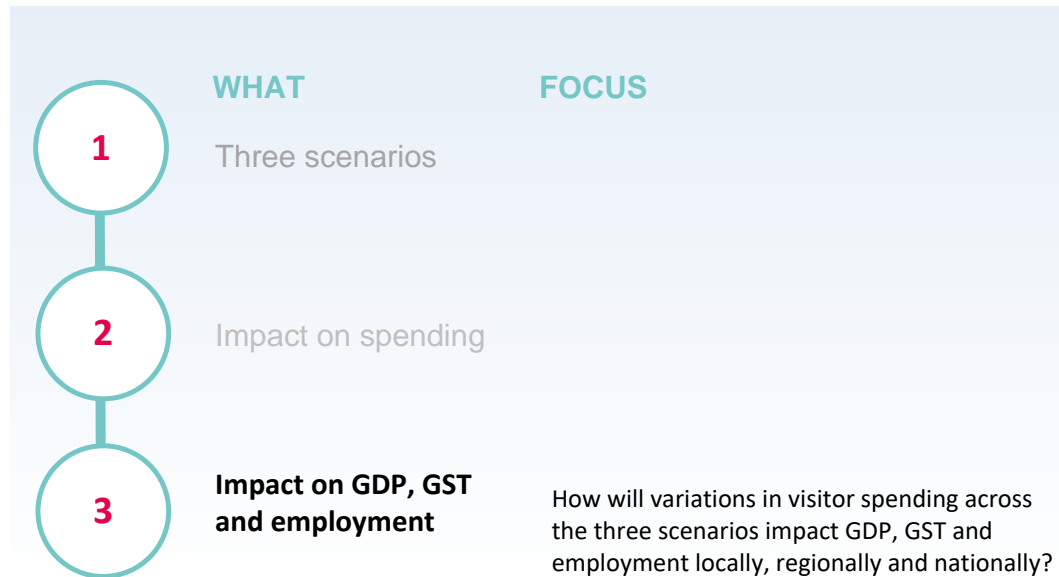 WHAT FOCUS
1 Three scenarios
2 Impact on spending
3
Impact on GDP, GST
and employment
How will variations in visitor spending across
the three scenarios impact GDP, GST and
employment locally, regionally and nationally?